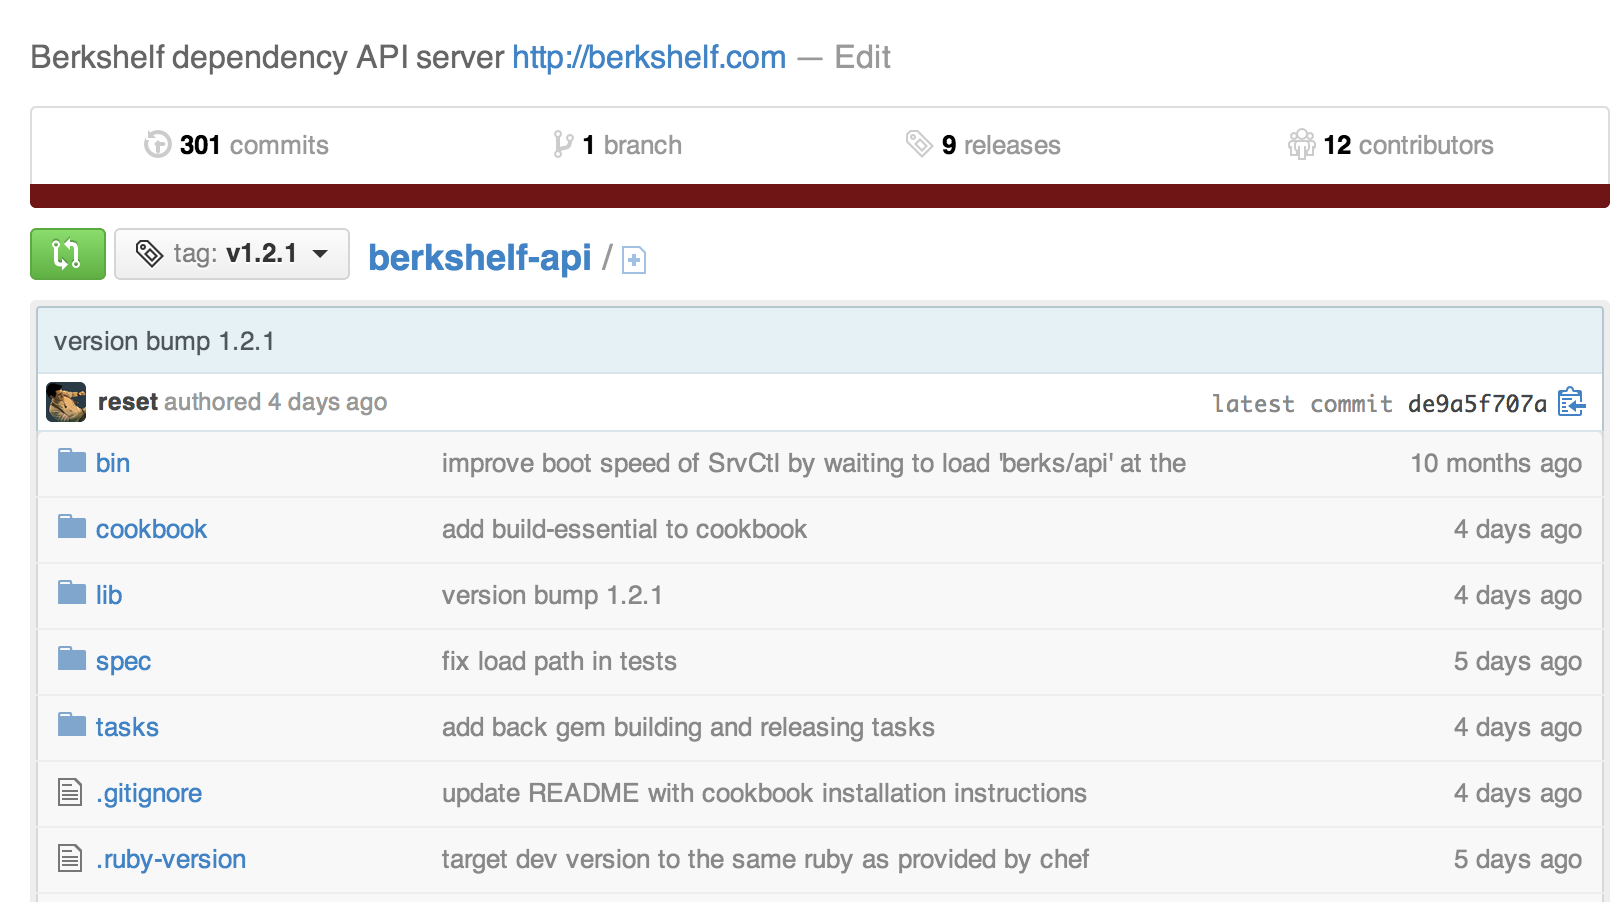 Berkshelf dependency API server http://berkshelf.com — Edit
301 commits 1 branch 9 releases 12 contributors
tag: v1.2.1 berkshelf-api /
version bump 1.2.1
reset authored 4 days ago latest commit de9a5f707a
bin improve boot speed of SrvCtl by waiting to load 'berks/api' at the 10 months ago
cookbook add build-essential to cookbook 4 days ago
lib version bump 1.2.1 4 days ago
spec fix load path in tests 5 days ago
tasks add back gem building and releasing tasks 4 days ago
.gitignore update README with cookbook installation instructions 4 days ago
.ruby-version target dev version to the same ruby as provided by chef 5 days ago